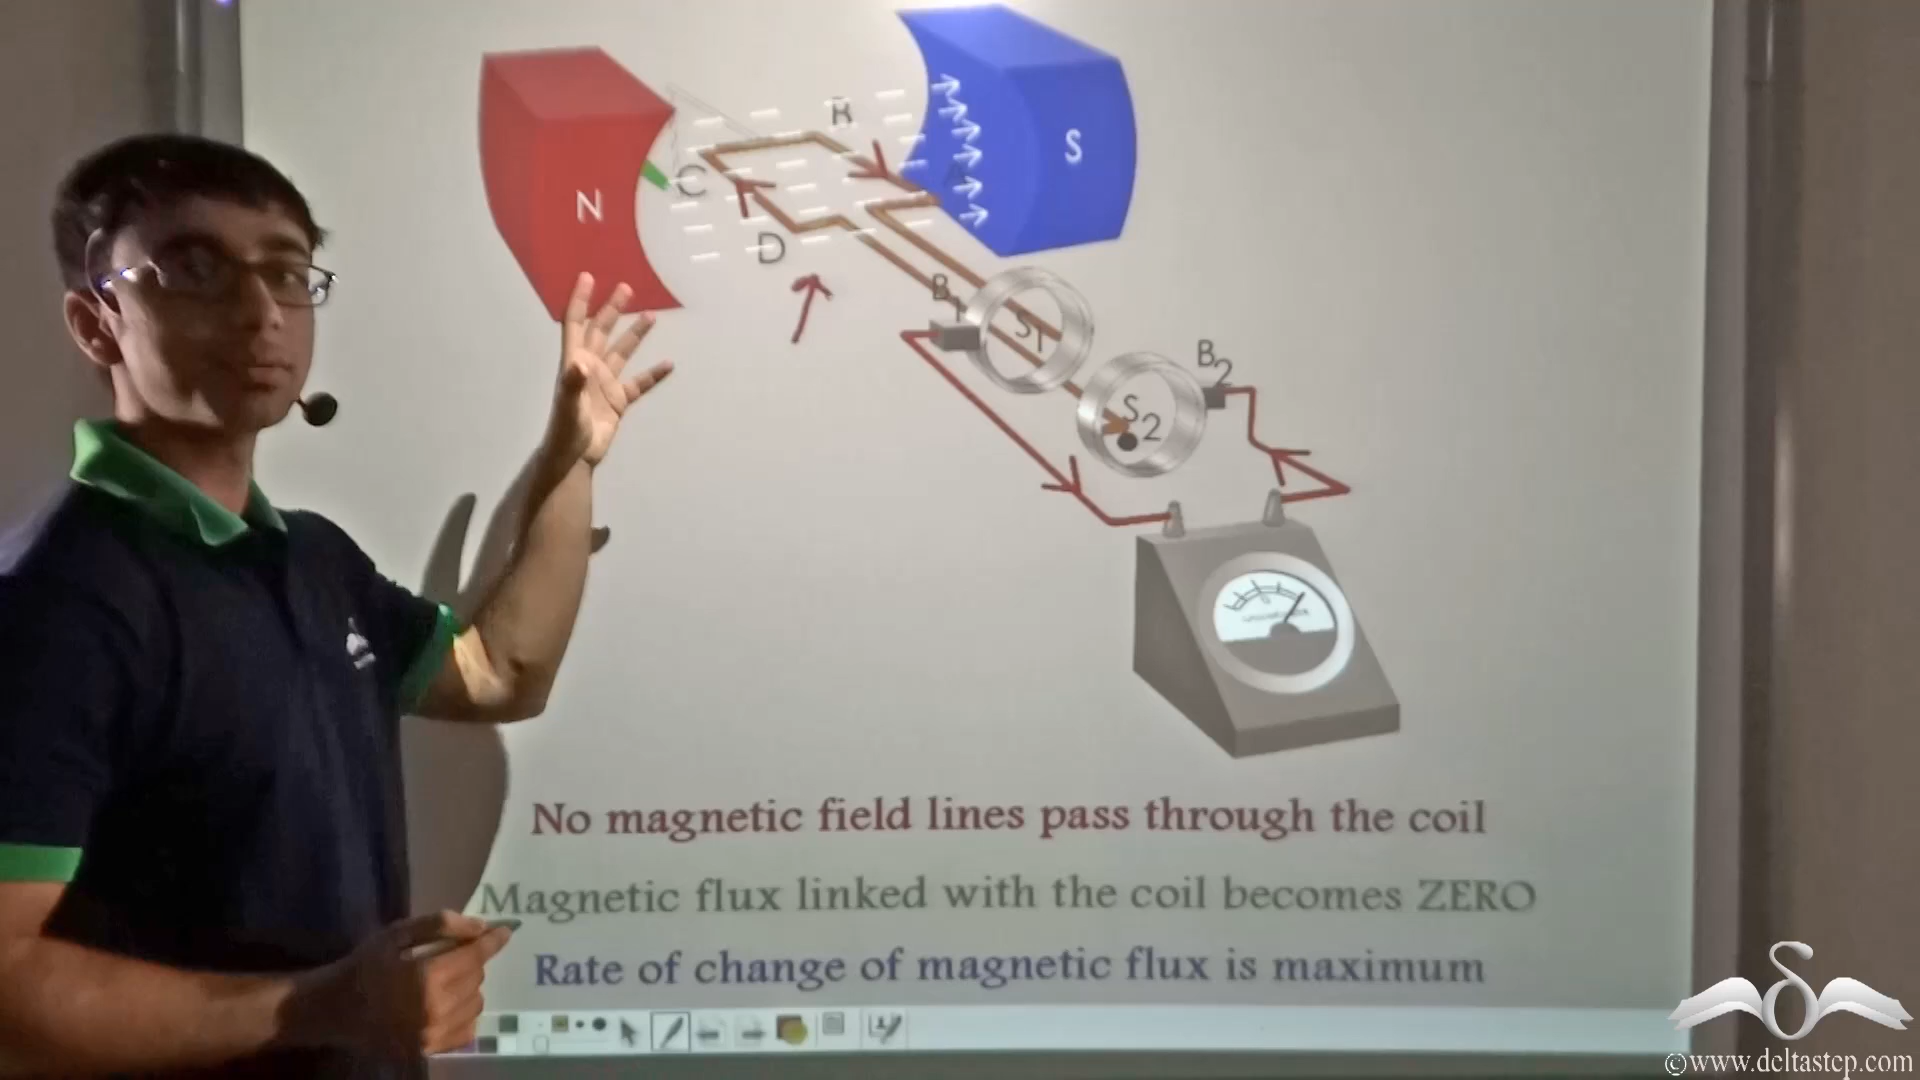 B
S
N
C
A
D
B1
S1
B2
S2
No magnetic field lines pass through the coil
Magnetic flux linked with the coil becomes ZERO
Rate of change of magnetic flux is maximum
©www.deltastep.com